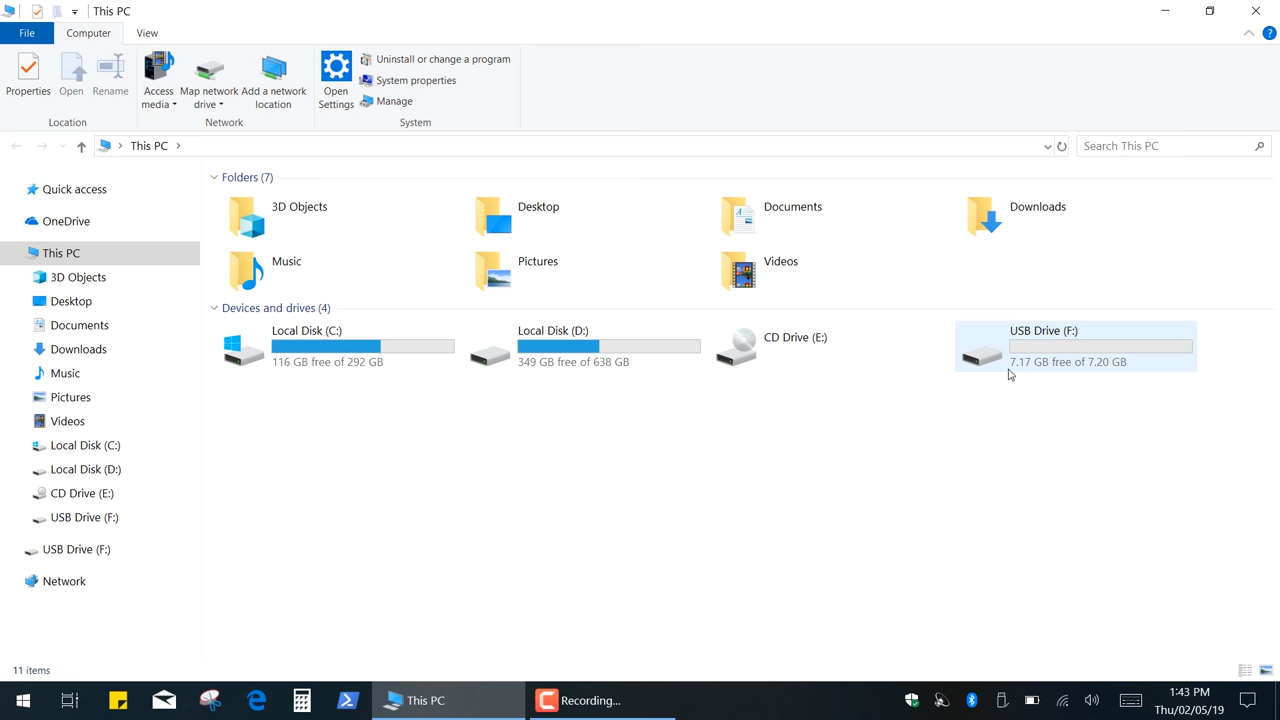 This PC
File
Computer
View
Properties
Open
Rename
Access media
Map network drive
Add a network location
Open Settings
Uninstall or change a program
System properties
Manage
Location
Network
System
This PC
Search This PC
Quick access
OneDrive
This PC
3D Objects
Desktop
Documents
Downloads
Music
Pictures
Videos
Local Disk (C:)
Local Disk (D:)
CD Drive (E:)
USB Drive (F:)
USB Drive (F:)
Network
Folders (7)
3D Objects
Desktop
Documents
Downloads
Music
Pictures
Videos
Devices and drives (4)
Local Disk (C:)
116 GB free of 292 GB
Local Disk (D:)
349 GB free of 638 GB
CD Drive (E:)
USB Drive (F:)
7.17 GB free of 7.20 GB
11 items
This PC
Recording...
1:43 PM
Thu/02/05/19